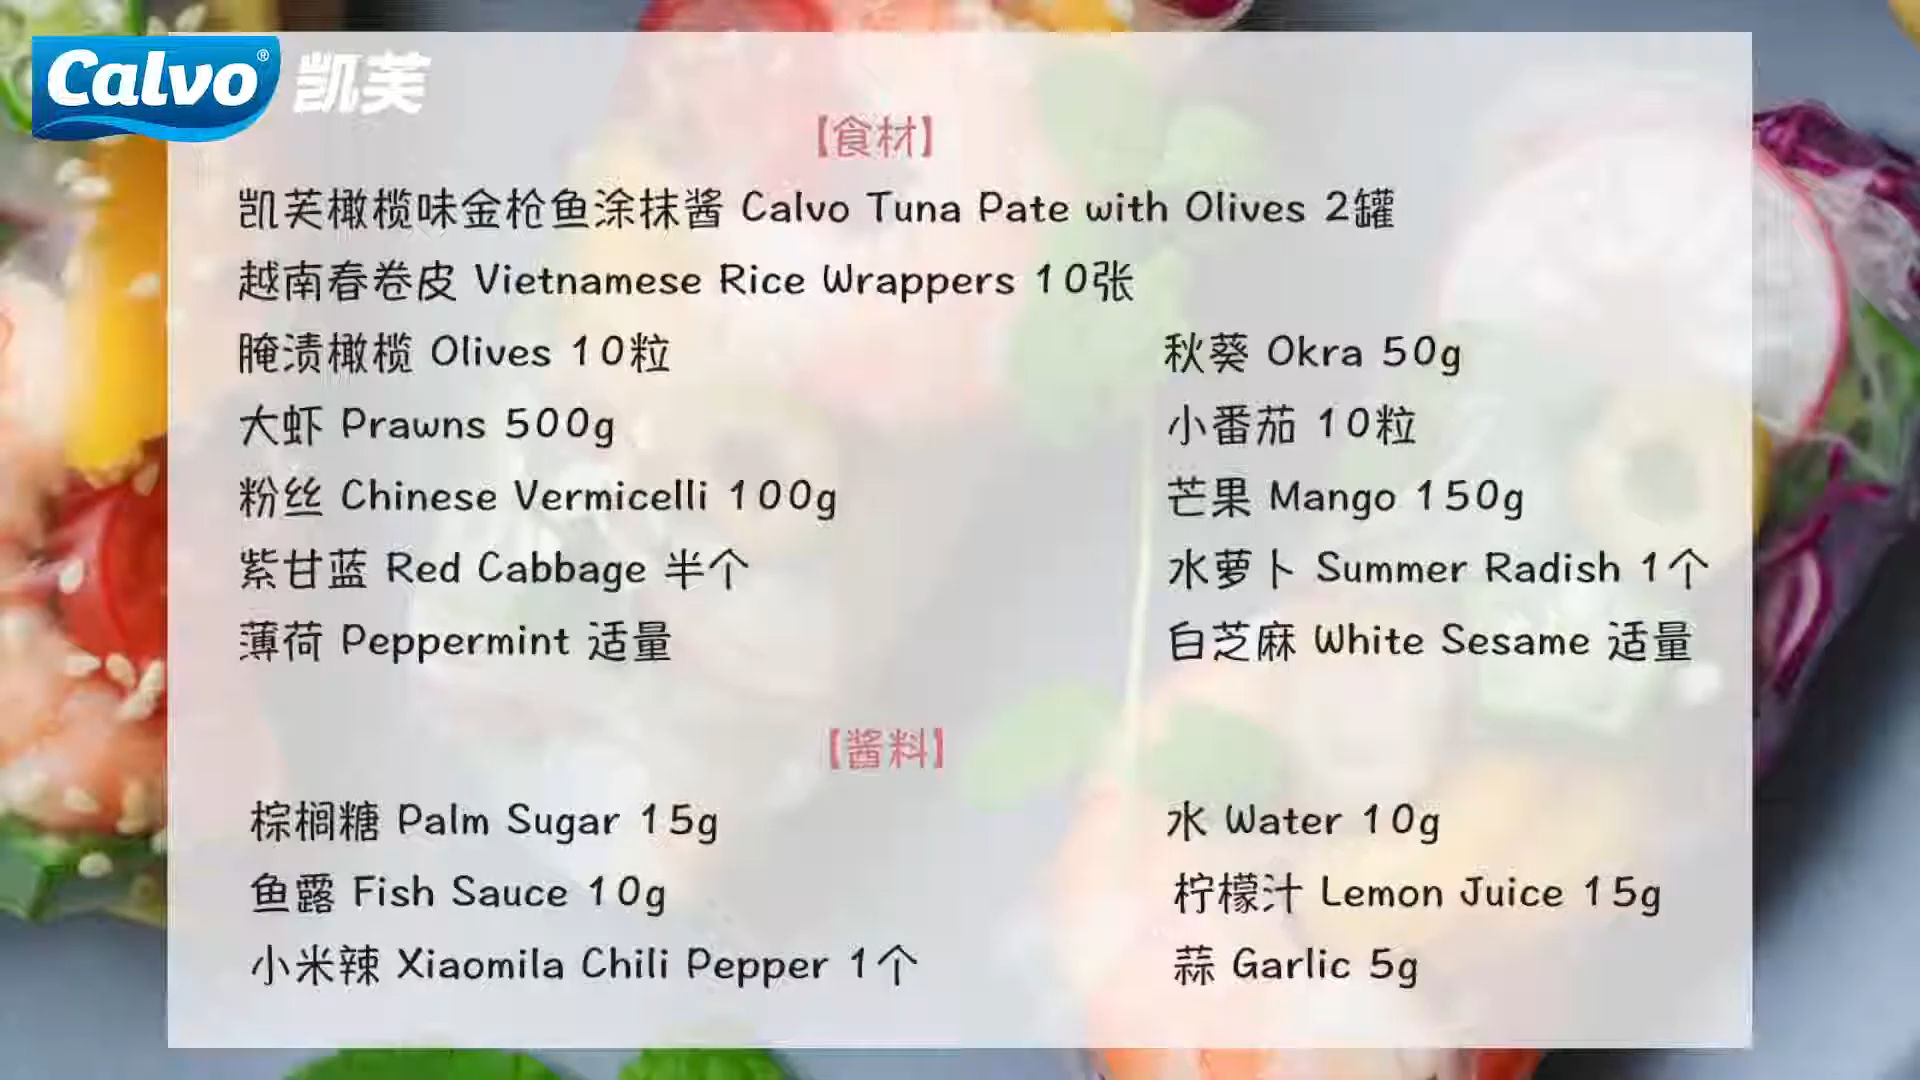 Calvo® 凯芙
【食材】
凯芙橄榄味金枪鱼涂抹酱 Calvo Tuna Pate with Olives 2罐
越南春卷皮 Vietnamese Rice Wrappers 10张
腌渍橄榄 Olives 10粒
秋葵 Okra 50g
大虾 Prawns 500g
小番茄 10粒
粉丝 Chinese Vermicelli 100g
芒果 Mango 150g
紫甘蓝 Red Cabbage 半个
水萝卜 Summer Radish 1个
薄荷 Peppermint 适量
白芝麻 White Sesame 适量
【酱料】
棕榈糖 Palm Sugar 15g
水 Water 10g
鱼露 Fish Sauce 10g
柠檬汁 Lemon Juice 15g
小米辣 Xiaomila Chili Pepper 1个
蒜 Garlic 5g